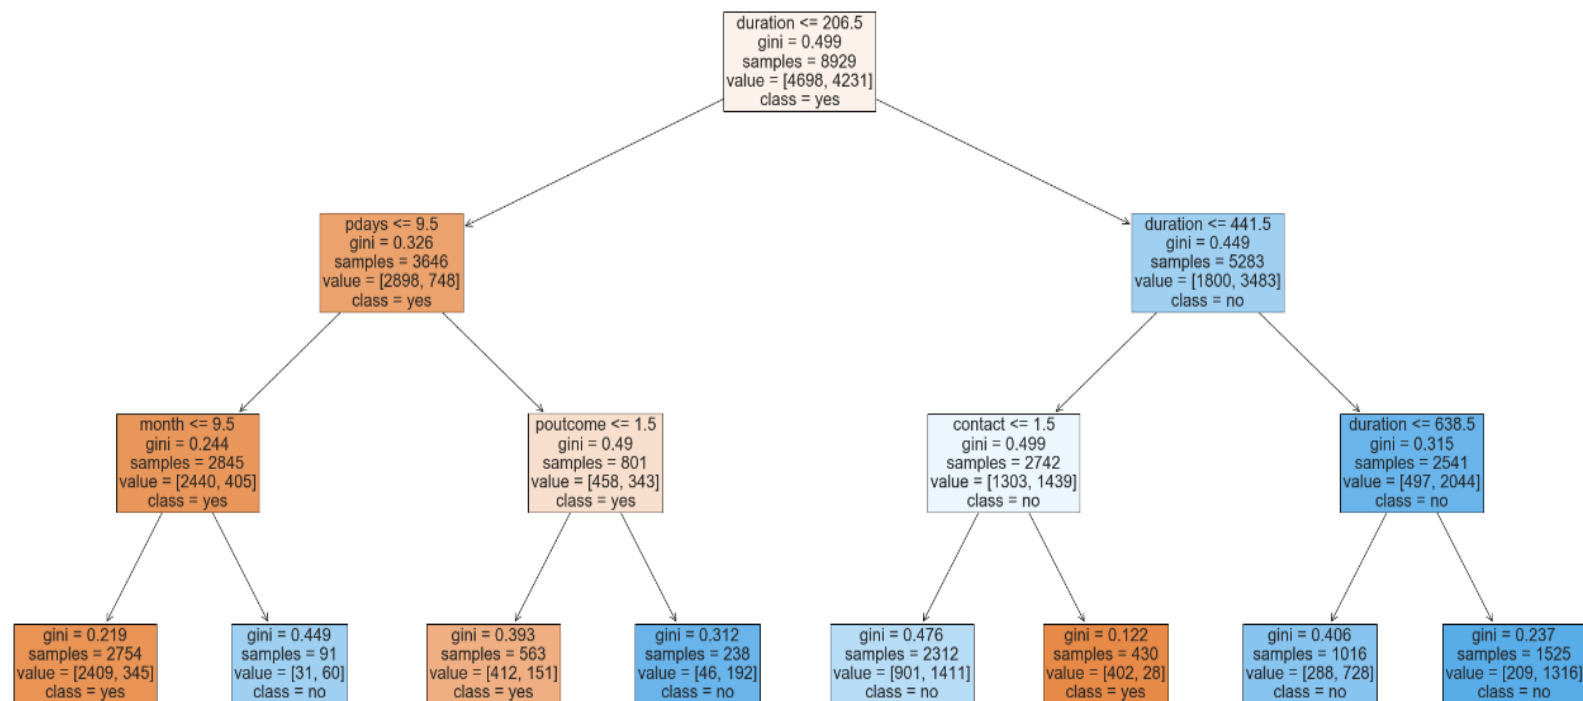 duration <= 206.5
gini = 0.499
samples = 8929
value = [4698, 4231]
class = yes
pdays <= 9.5
gini = 0.326
samples = 3646
value = [2898, 748]
class = yes
duration <= 441.5
gini = 0.449
samples = 5283
value = [1800, 3483]
class = no
month <= 9.5
gini = 0.244
samples = 2845
value = [2440, 405]
class = yes
poutcome <= 1.5
gini = 0.49
samples = 801
value = [458, 343]
class = yes
contact <= 1.5
gini = 0.499
samples = 2742
value = [1303, 1439]
class = no
duration <= 638.5
gini = 0.315
samples = 2541
value = [497, 2044]
class = no
gini = 0.219
samples = 2754
value = [2409, 345]
class = yes
gini = 0.449
samples = 91
value = [31, 60]
class = no
gini = 0.393
samples = 563
value = [412, 151]
class = yes
gini = 0.312
samples = 238
value = [46, 192]
class = no
gini = 0.476
samples = 2312
value = [901, 1411]
class = no
gini = 0.122
samples = 430
value = [402, 28]
class = yes
gini = 0.406
samples = 1016
value = [288, 728]
class = no
gini = 0.237
samples = 1525
value = [209, 1316]
class = no